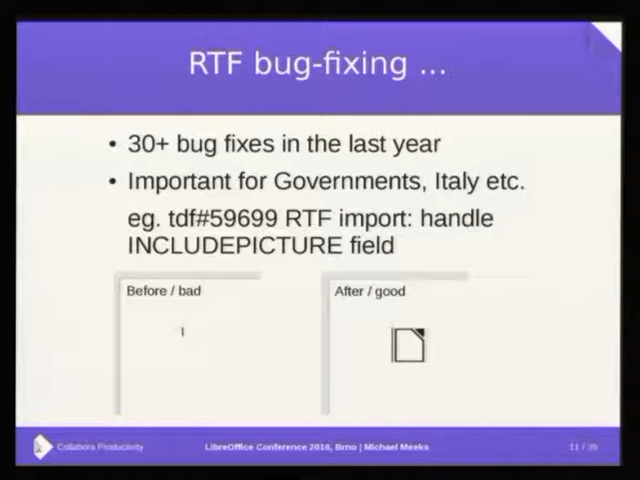 RTF bug-fixing ...
• 30+ bug fixes in the last year
• Important for Governments, Italy etc.
eg. tdf#59699 RTF import: handle
INCLUDEPICTURE field
Before / bad
After / good
Collabora Productivity
LibreOffice Conference 2016, Brno | Michael Meeks
11 /